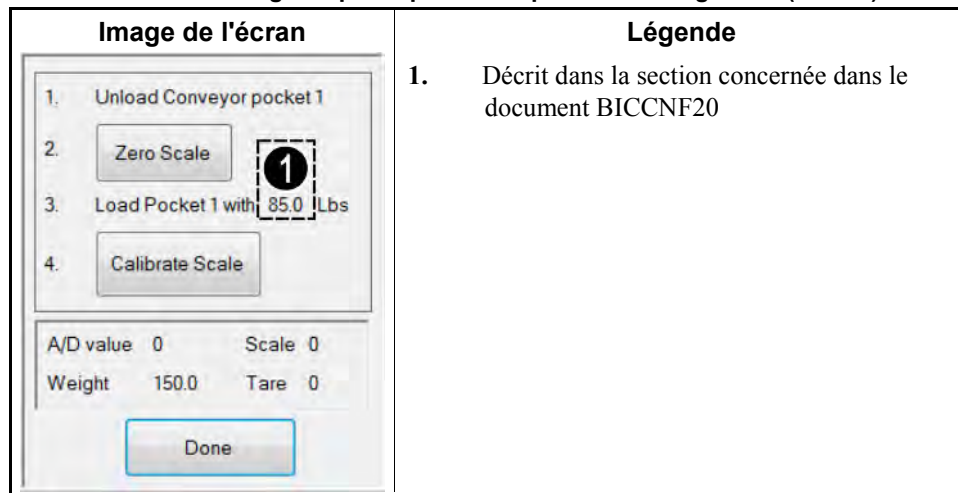 Image de l'écran
1. Unload Conveyor pocket 1
2. Zero Scale
1
3. Load Pocket 1 with 85.0 Lbs
4. Calibrate Scale
A/D value 0 Scale 0
Weight 150.0 Tare 0
Done
Légende
1. Décrit dans la section concernée dans le
document BICCNF20